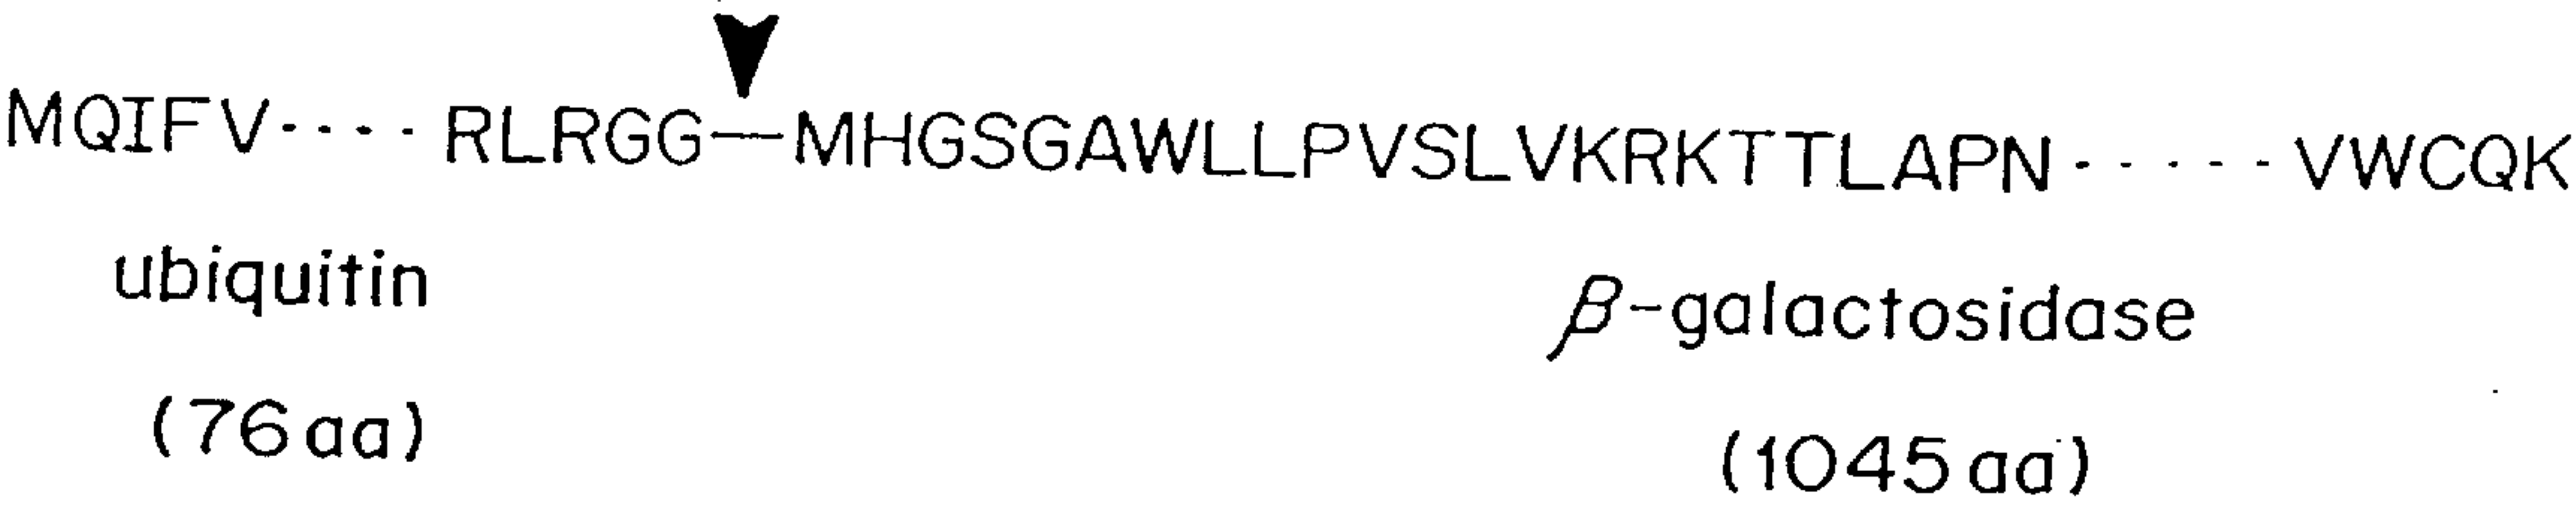 MQIFV---- RLRGG—MHGSGAWLLPVSLVKRKTTLAPN ----- VWCQK
ubiquitin β-galactosidase
(76aa) (1045aa)